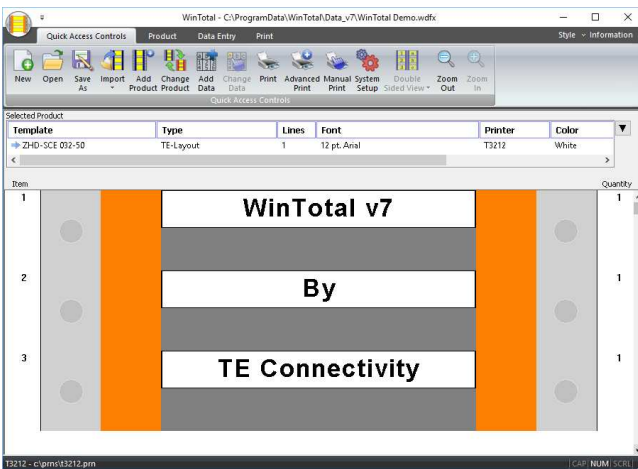 WinTotal - C:\ProgramData\WinTotal\Data_v7\WinTotal Demo.wdfx
Quick Access Controls Product Data Entry Print Style Information
New Open Save As Import Add Product Change Product Add Data Change Data Print Advanced Print Manual Print System Setup Double Sided View Zoom Out Zoom In
Quick Access Controls
Selected Product
Template Type Lines Font Printer Color
ZHD-SCE 032-50 TE-Layout 1 12 pt. Arial T3212 White
Item Quantity
1 WinTotal v7 1
2 By 1
3 TE Connectivity 1
T3212 - c:\prns\t3212.prn CAP NUM SCRL